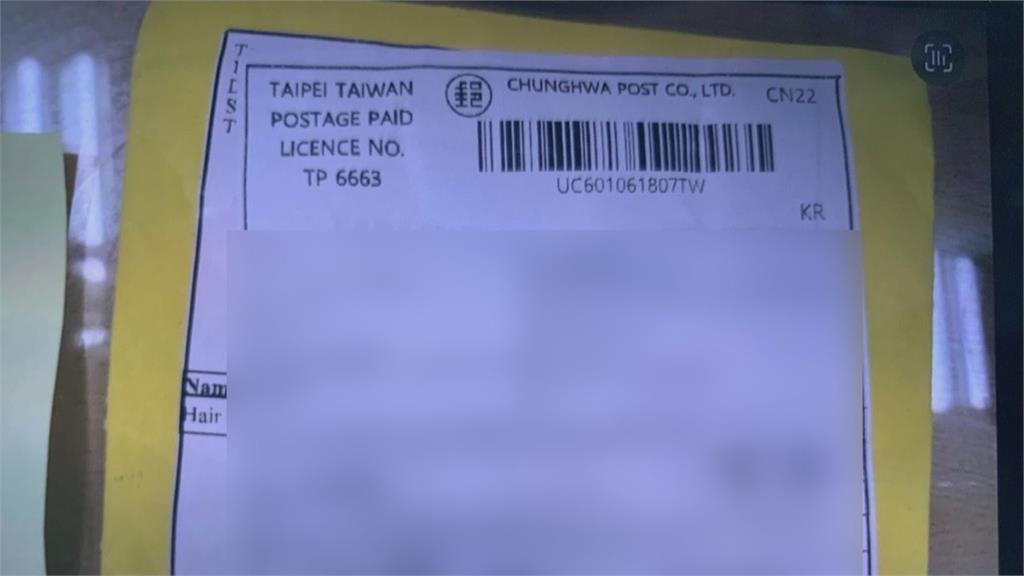 TILST
TAIPEI TAIWAN
POSTAGE PAID
LICENCE NO.
TP 6663
CHUNGHWA POST CO., LTD.
CN22
UC601061807TW
KR
Nam
Hair